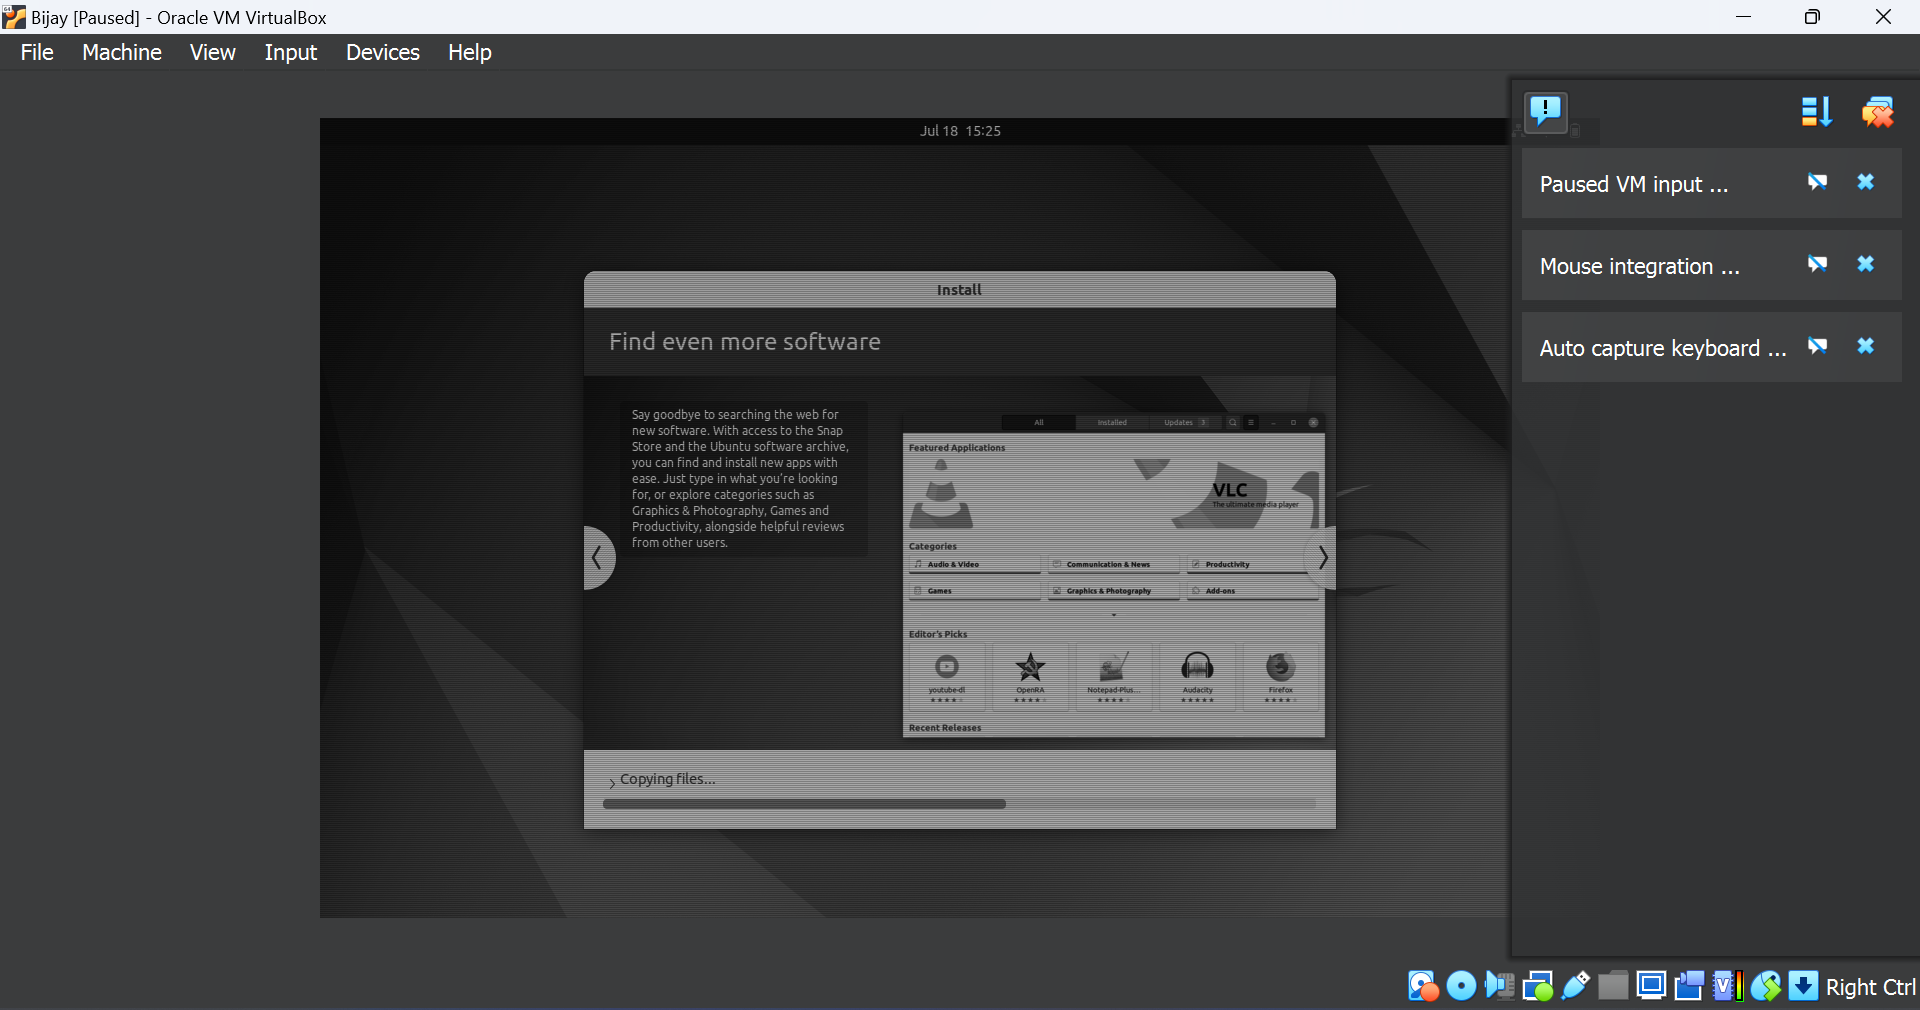 Bijay [Paused] - Oracle VM VirtualBox
File Machine View Input Devices Help
Jul 18 15:25
Paused VM input ...
Mouse integration ...
Auto capture keyboard ...
Install
Find even more software
Say goodbye to searching the web for
new software. With access to the Snap
Store and the Ubuntu software archive,
you can find and install new apps with
ease. Just type in what you're looking
for, or explore categories such as
Graphics & Photography, Games and
Productivity, alongside helpful reviews
from other users.
All Installed Updates 3
Featured Applications
VLC
The ultimate media player
Categories
Audio & Video Communication & News Productivity
Games Graphics & Photography Add-ons
Editor's Picks
youtube-dl OpenRA Notepad-Plus... Audacity Firefox
Recent Releases
Copying files...
Right Ctrl